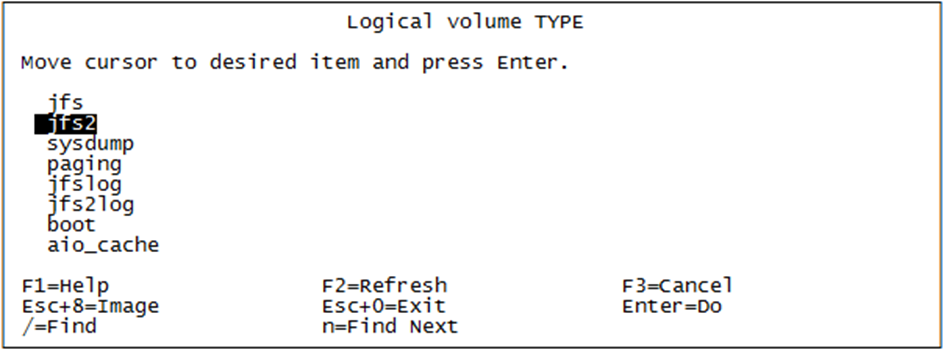 Logical volume TYPE
Move cursor to desired item and press Enter.
jfs
jfs2
sysdump
paging
jfslog
jfs2log
boot
aio_cache
F1=Help F2=Refresh F3=Cancel
Esc+8=Image Esc+0=Exit Enter=Do
/=Find n=Find Next